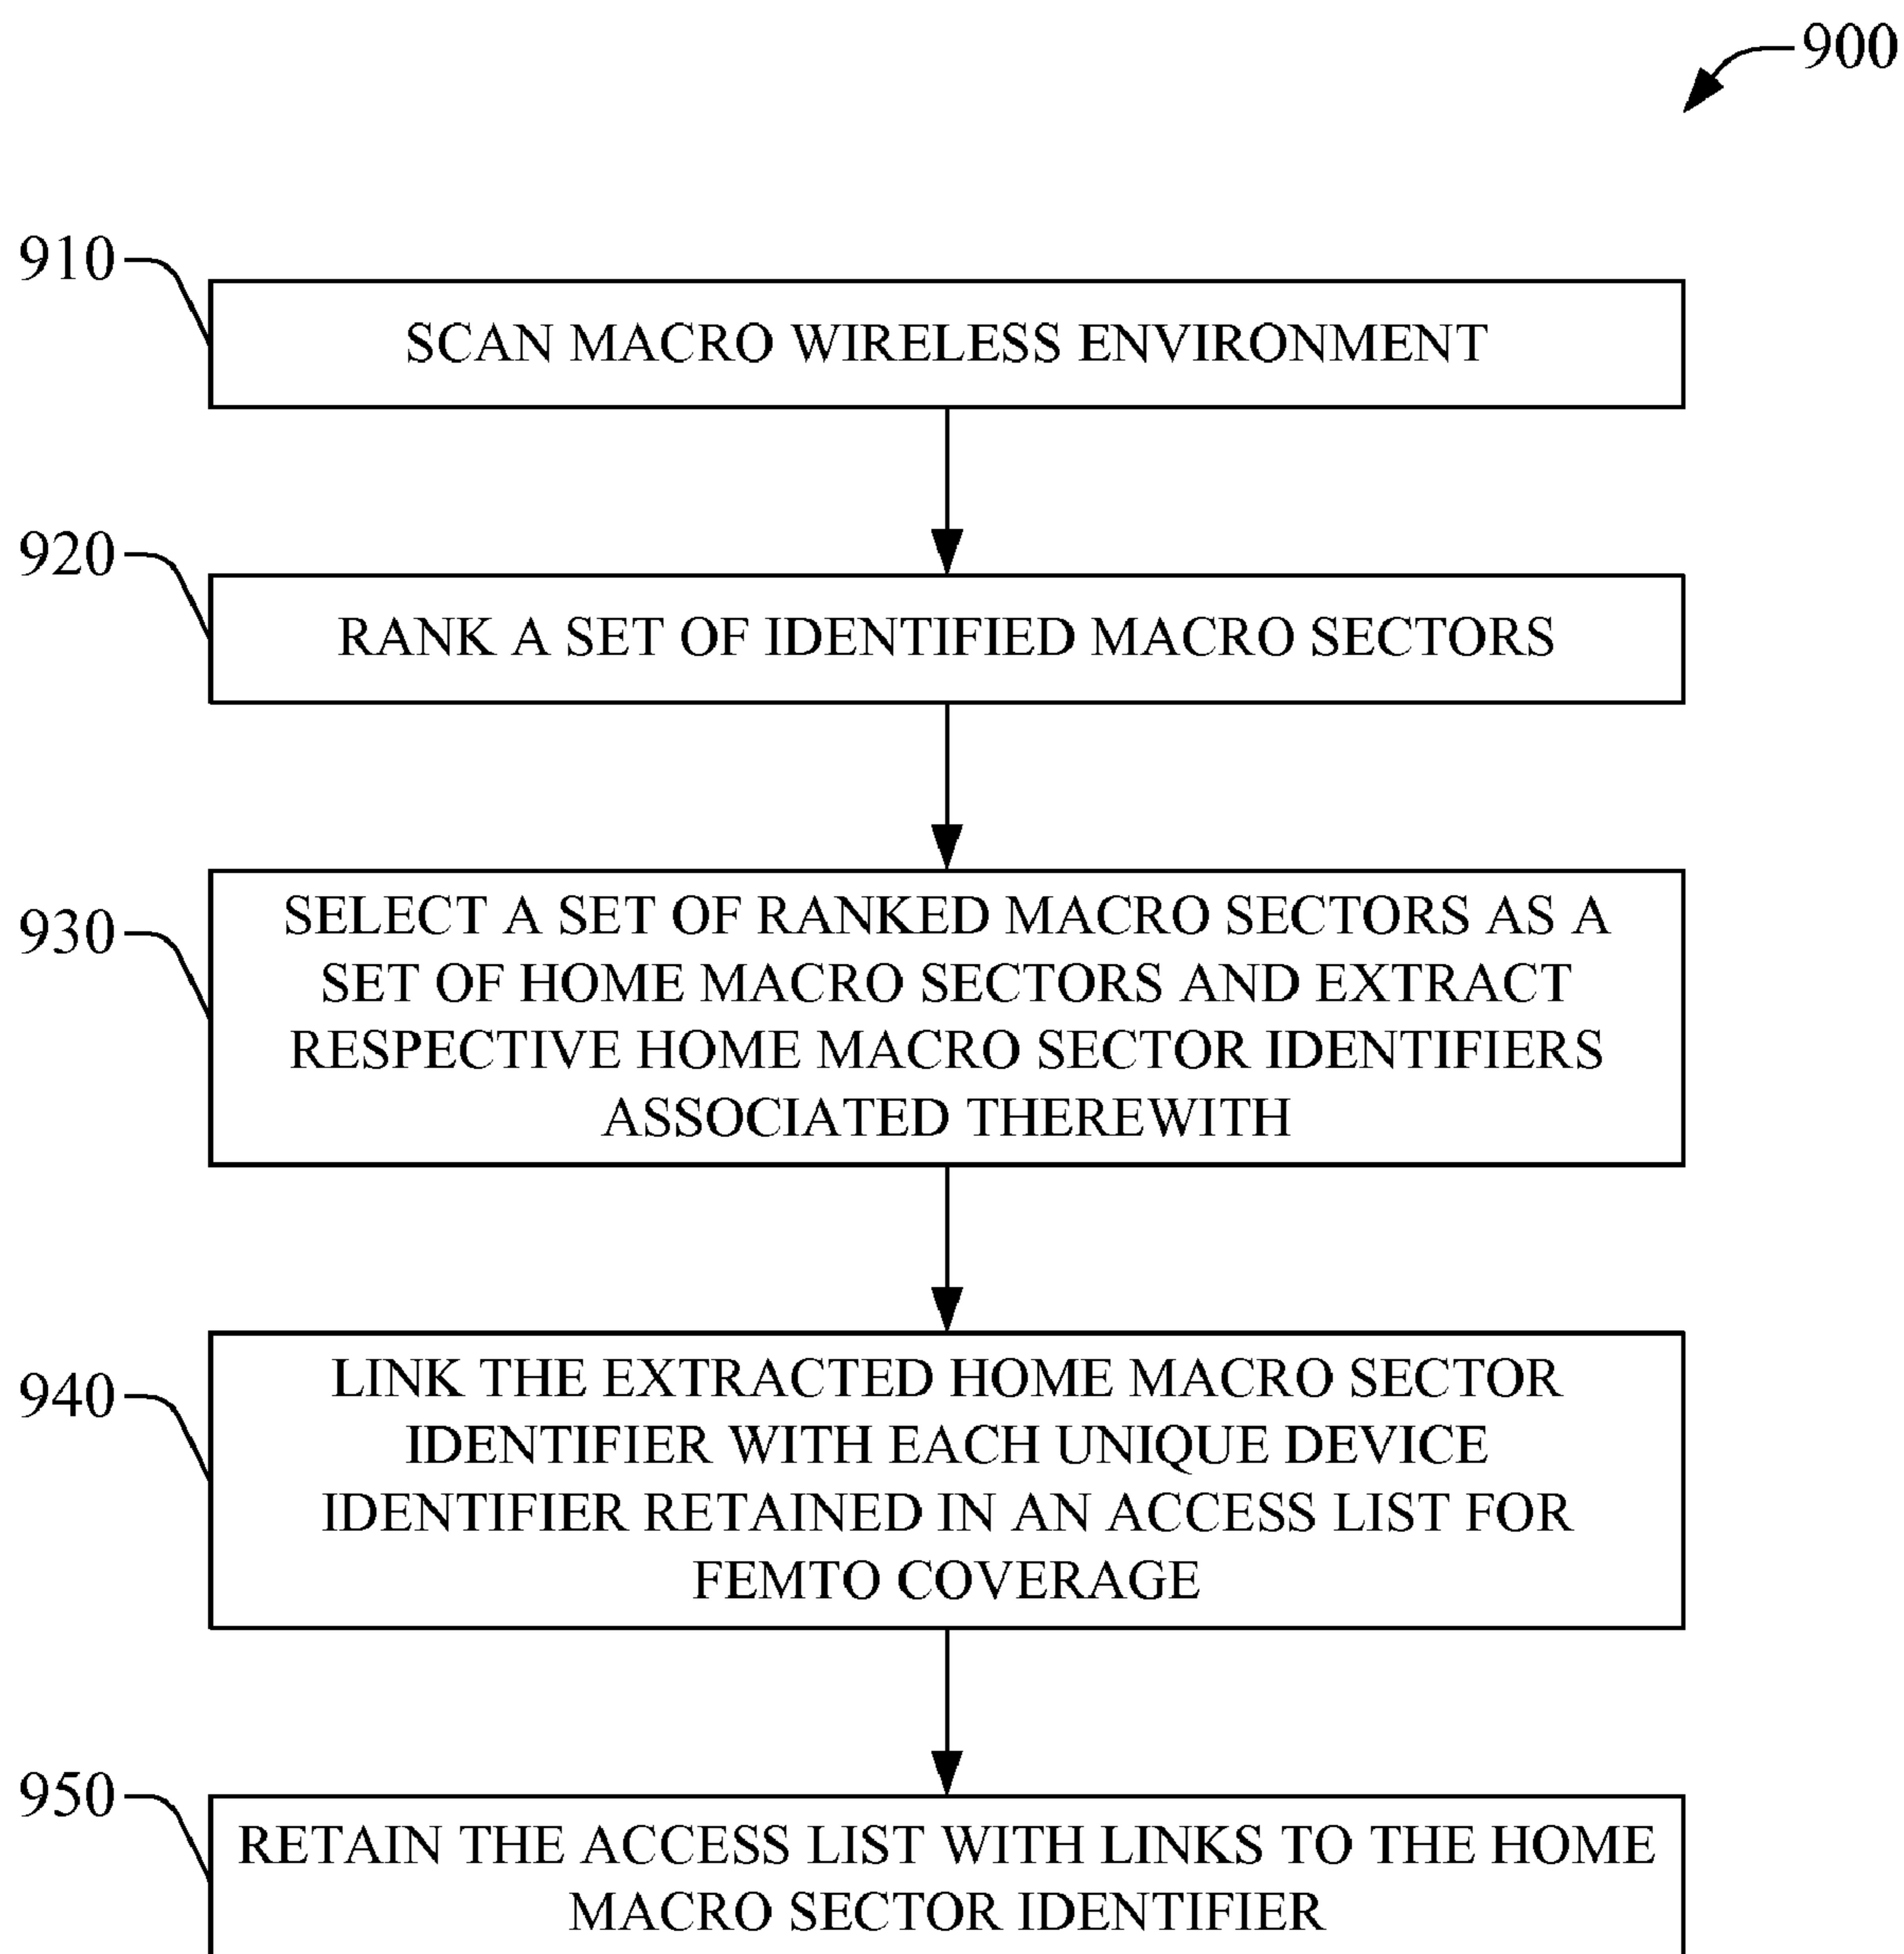 900
910
SCAN MACRO WIRELESS ENVIRONMENT
920
RANK A SET OF IDENTIFIED MACRO SECTORS
930
SELECT A SET OF RANKED MACRO SECTORS AS A
SET OF HOME MACRO SECTORS AND EXTRACT
RESPECTIVE HOME MACRO SECTOR IDENTIFIERS
ASSOCIATED THEREWITH
940
LINK THE EXTRACTED HOME MACRO SECTOR
IDENTIFIER WITH EACH UNIQUE DEVICE
IDENTIFIER RETAINED IN AN ACCESS LIST FOR
FEMTO COVERAGE
950
RETAIN THE ACCESS LIST WITH LINKS TO THE HOME
MACRO SECTOR IDENTIFIER